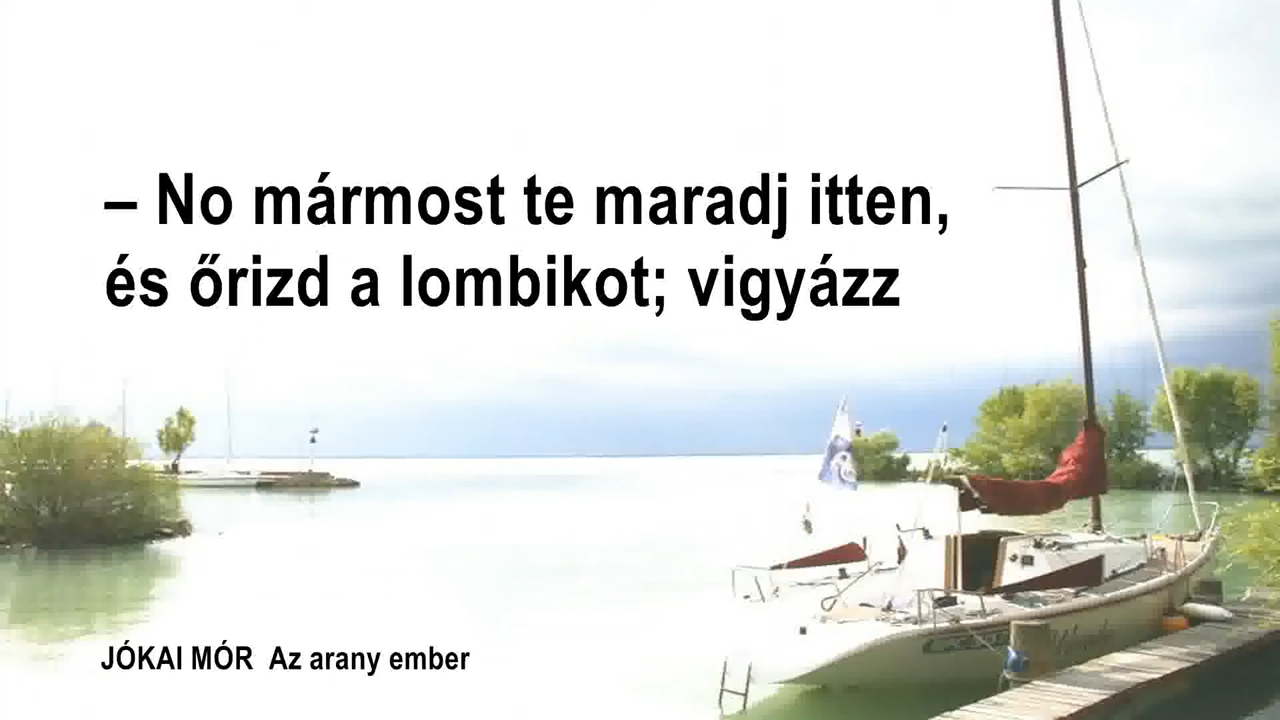 – No mármost te maradj itten,
és őrizd a lombikot; vigyázz
JÓKAI MÓR Az arany ember